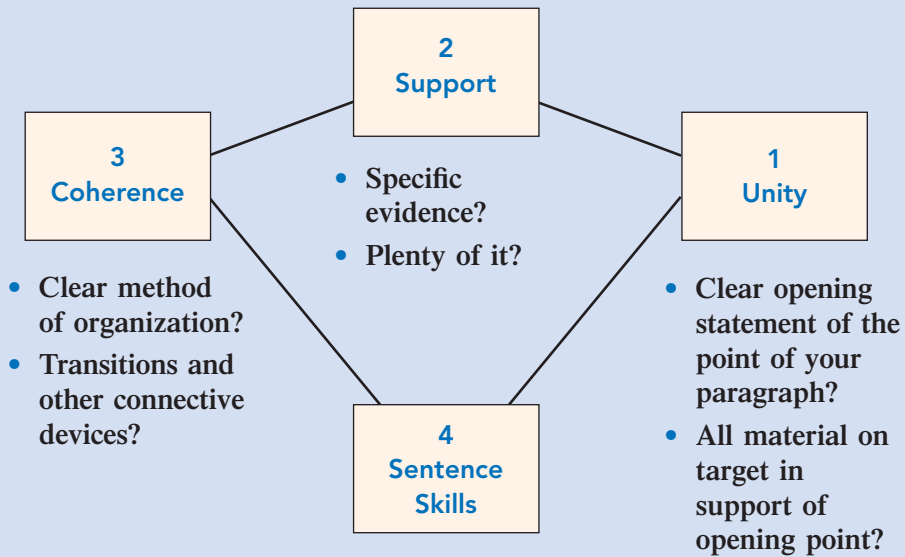 2
Support
• Specific
evidence?
• Plenty of it?
3
Coherence
• Clear method
of organization?
• Transitions and
other connective
devices?
1
Unity
• Clear opening
statement of the
point of your
paragraph?
• All material on
target in
support of
opening point?
4
Sentence
Skills